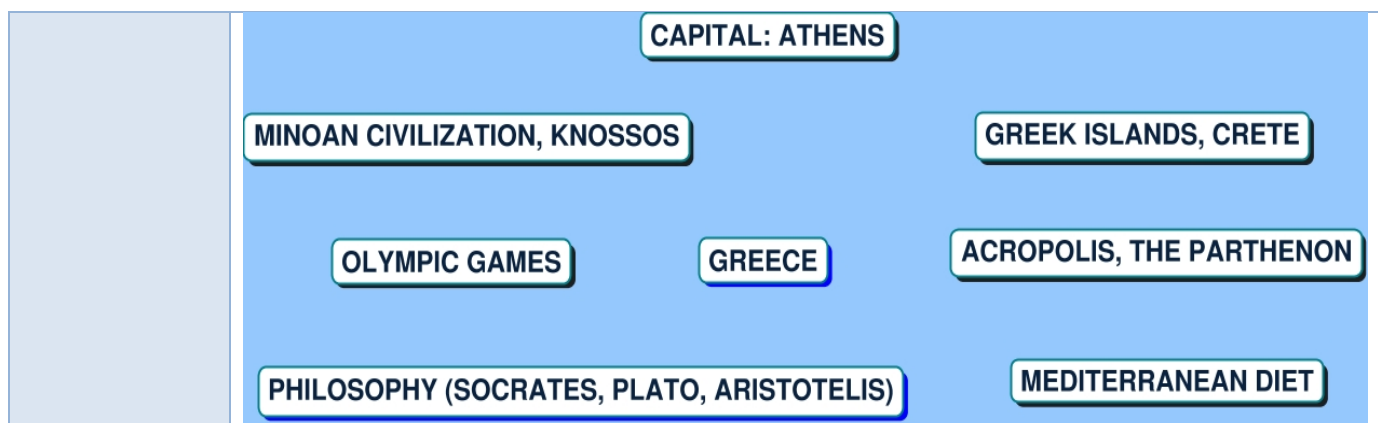 CAPITAL: ATHENS
MINOAN CIVILIZATION, KNOSSOS
GREEK ISLANDS, CRETE
OLYMPIC GAMES
GREECE
ACROPOLIS, THE PARTHENON
PHILOSOPHY (SOCRATES, PLATO, ARISTOTELIS)
MEDITERRANEAN DIET